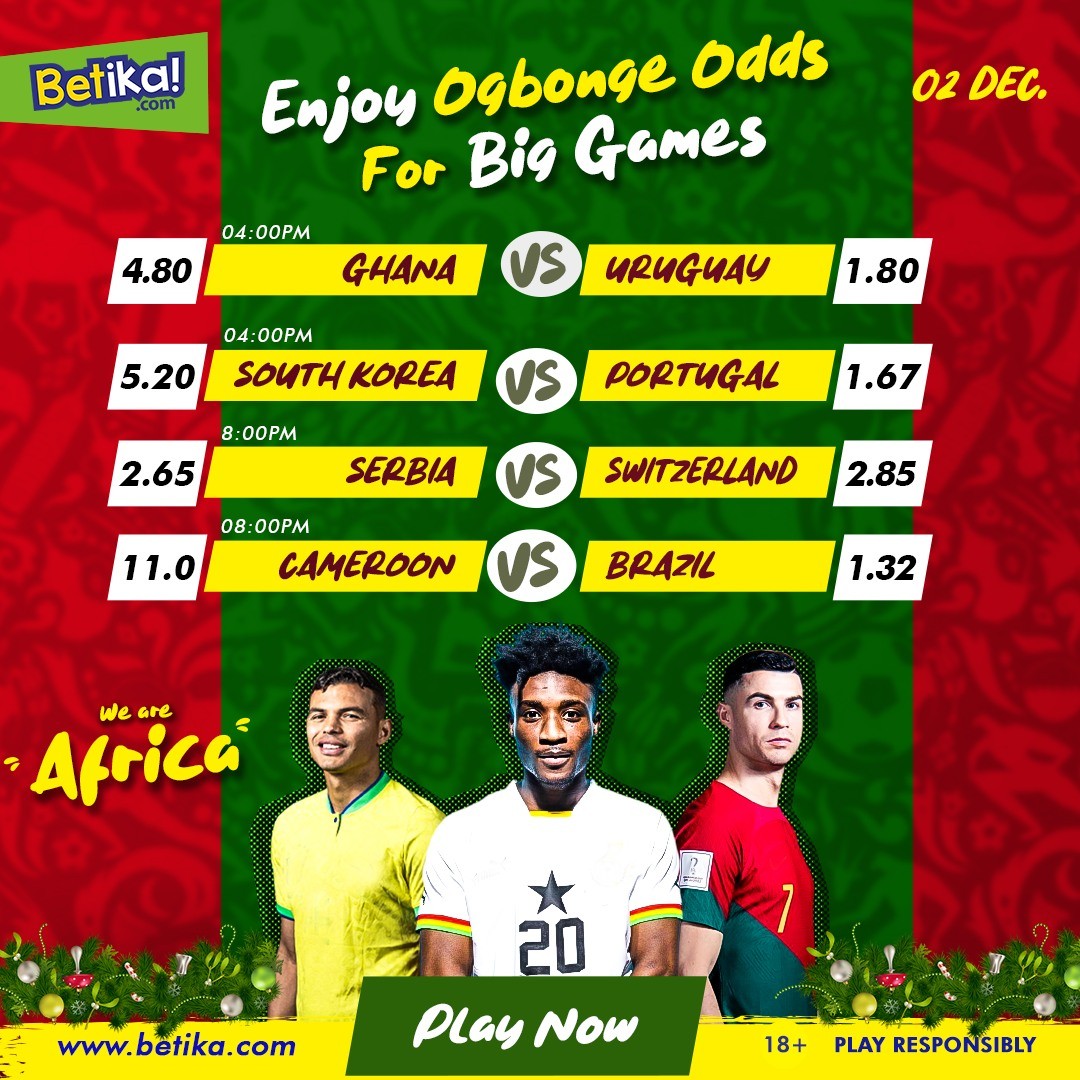 Betika!
.com
Enjoy Ogbonge Odds
For Big Games
02 DEC.
04:00PM
4.80 GHANA VS URUGUAY 1.80
04:00PM
5.20 SOUTH KOREA VS PORTUGAL 1.67
8:00PM
2.65 SERBIA VS SWITZERLAND 2.85
08:00PM
11.0 CAMEROON VS BRAZIL 1.32
We are
Africa
7
20
Play Now
www.betika.com
18+ PLAY RESPONSIBLY